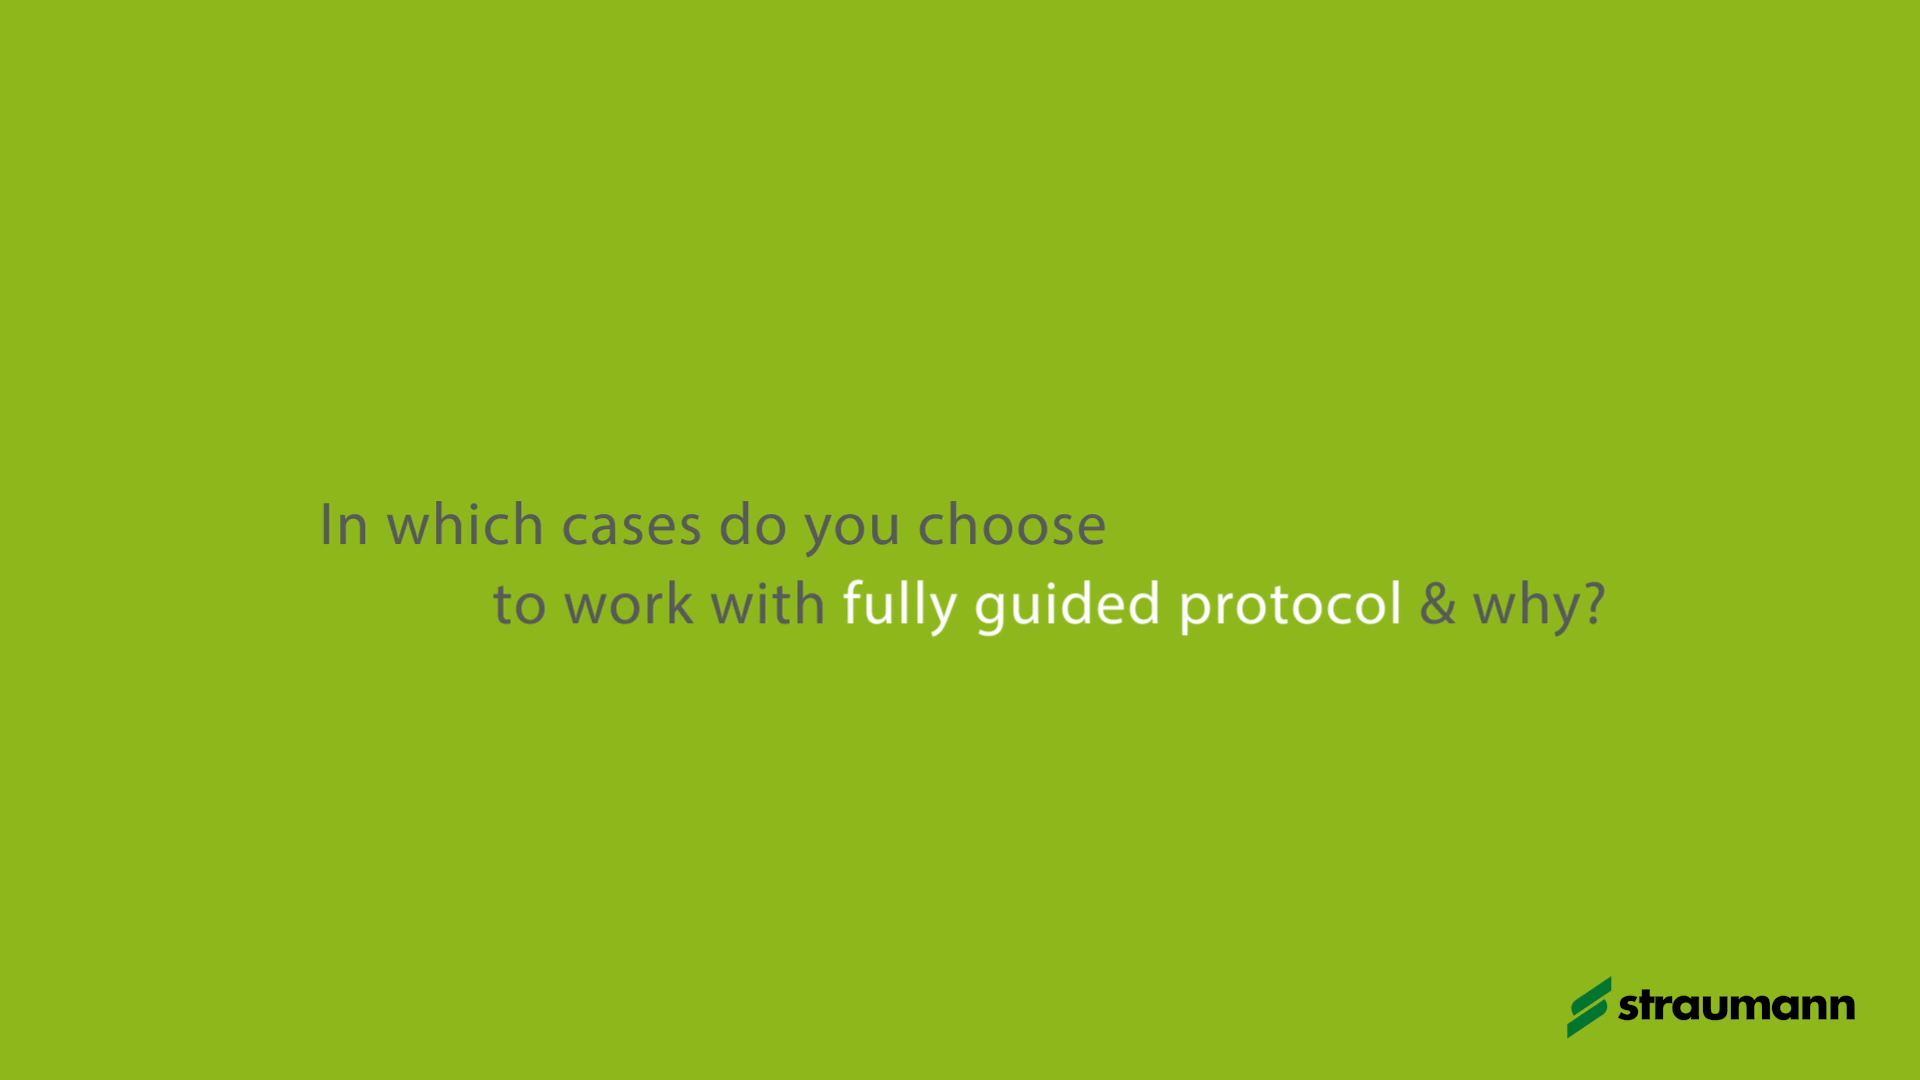 In which cases do you choose
to work with fully guided protocol & why?
straumann